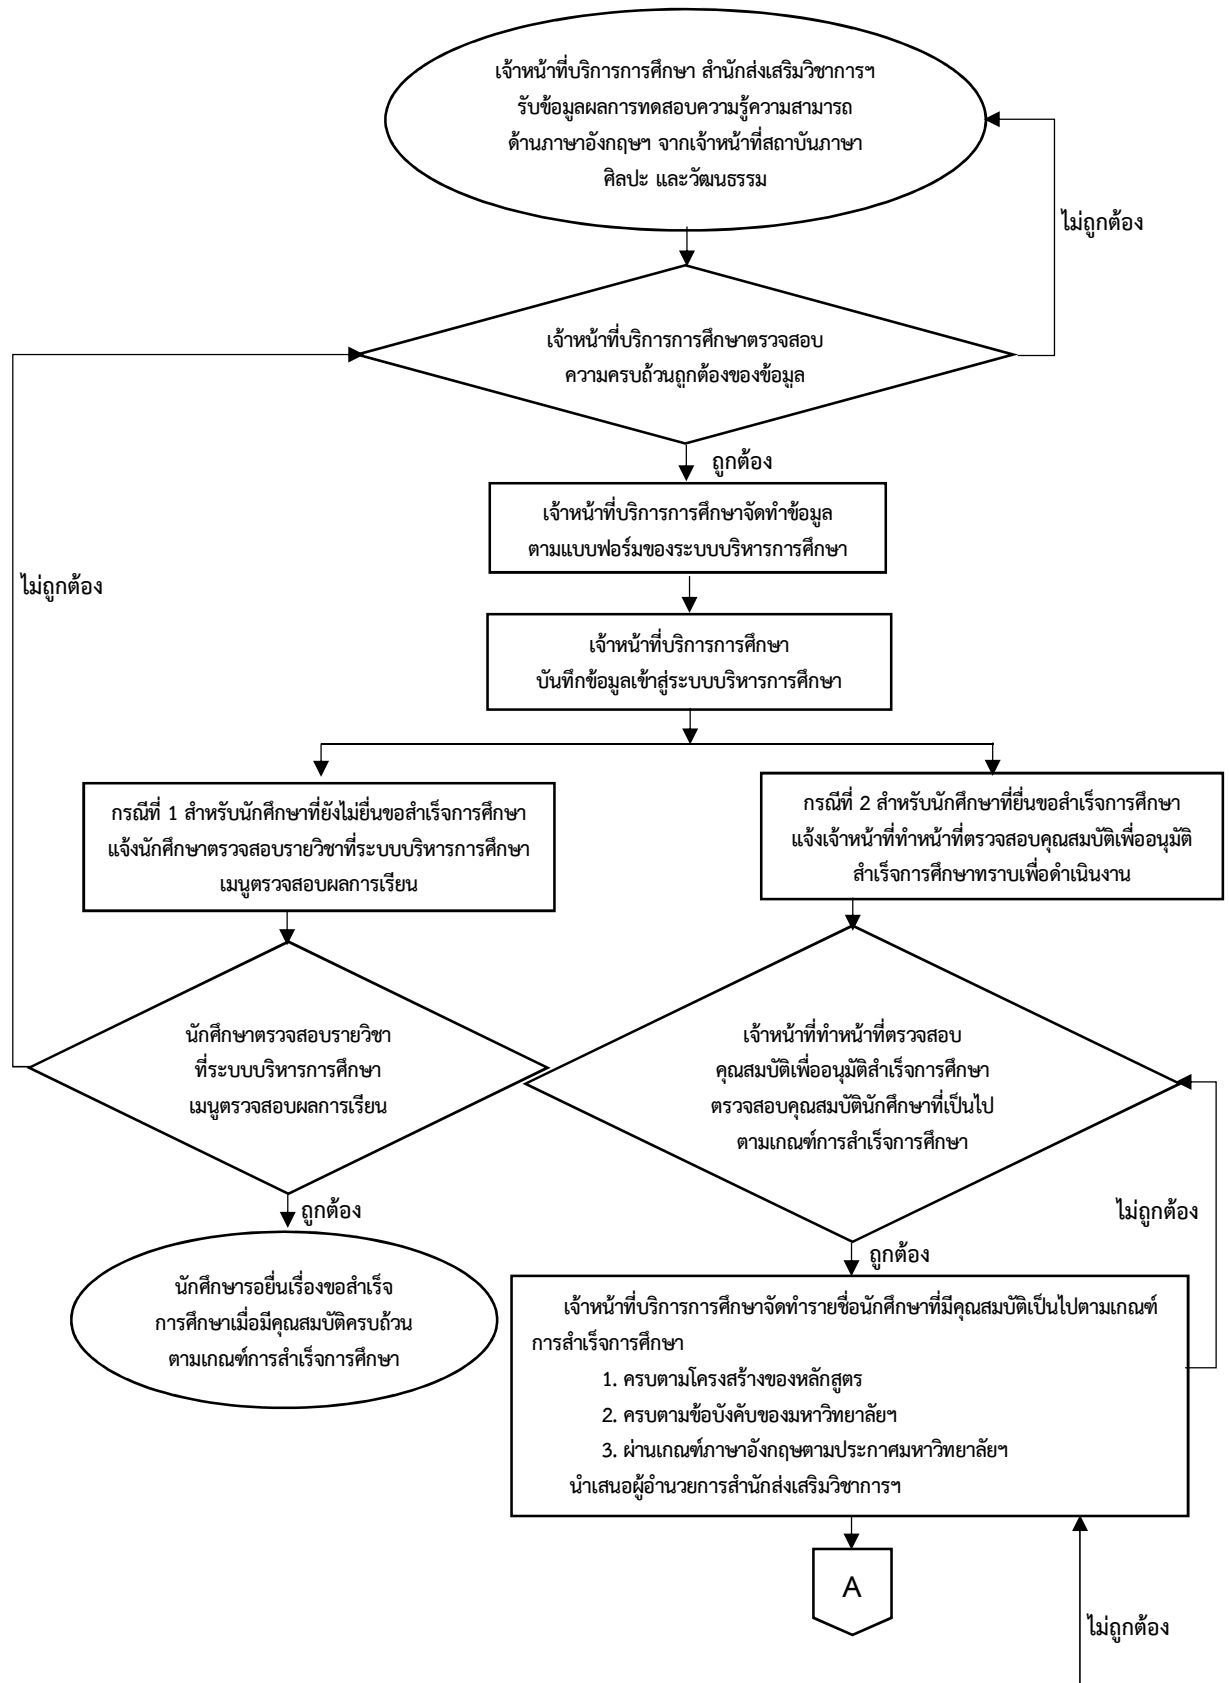 เจ้าหน้าที่บริการการศึกษา สำนักส่งเสริมวิชาการฯ
รับข้อมูลผลการทดสอบความรู้ความสามารถ
ด้านภาษาอังกฤษฯ จากเจ้าหน้าที่สถาบันภาษา
ศิลปะ และวัฒนธรรม
ไม่ถูกต้อง
เจ้าหน้าที่บริการการศึกษาตรวจสอบ
ความครบถ้วนถูกต้องของข้อมูล
ถูกต้อง
เจ้าหน้าที่บริการการศึกษาจัดทำข้อมูล
ตามแบบฟอร์มของระบบบริหารการศึกษา
ไม่ถูกต้อง
เจ้าหน้าที่บริการการศึกษา
บันทึกข้อมูลเข้าสู่ระบบบริหารการศึกษา
กรณีที่ 1 สำหรับนักศึกษาที่ยังไม่ยื่นขอสำเร็จการศึกษา
แจ้งนักศึกษาตรวจสอบรายวิชาที่ระบบบริหารการศึกษา
เมนูตรวจสอบผลการเรียน
กรณีที่ 2 สำหรับนักศึกษาที่ยื่นขอสำเร็จการศึกษา
แจ้งเจ้าหน้าที่ทำหน้าที่ตรวจสอบคุณสมบัติเพื่ออนุมัติ
สำเร็จการศึกษาทราบเพื่อดำเนินงาน
นักศึกษาตรวจสอบรายวิชา
ที่ระบบบริหารการศึกษา
เมนูตรวจสอบผลการเรียน
เจ้าหน้าที่ทำหน้าที่ตรวจสอบ
คุณสมบัติเพื่ออนุมัติสำเร็จการศึกษา
ตรวจสอบคุณสมบัตินักศึกษาที่เป็นไป
ตามเกณฑ์การสำเร็จการศึกษา
ถูกต้อง
ไม่ถูกต้อง
ถูกต้อง
นักศึกษารอยื่นเรื่องขอสำเร็จ
การศึกษาเมื่อมีคุณสมบัติครบถ้วน
ตามเกณฑ์การสำเร็จการศึกษา
เจ้าหน้าที่บริการการศึกษาจัดทำรายชื่อนักศึกษาที่มีคุณสมบัติเป็นไปตามเกณฑ์
การสำเร็จการศึกษา
1. ครบตามโครงสร้างของหลักสูตร
2. ครบตามข้อบังคับของมหาวิทยาลัยฯ
3. ผ่านเกณฑ์ภาษาอังกฤษตามประกาศมหาวิทยาลัยฯ
นำเสนอผู้อำนวยการสำนักส่งเสริมวิชาการฯ
A
ไม่ถูกต้อง